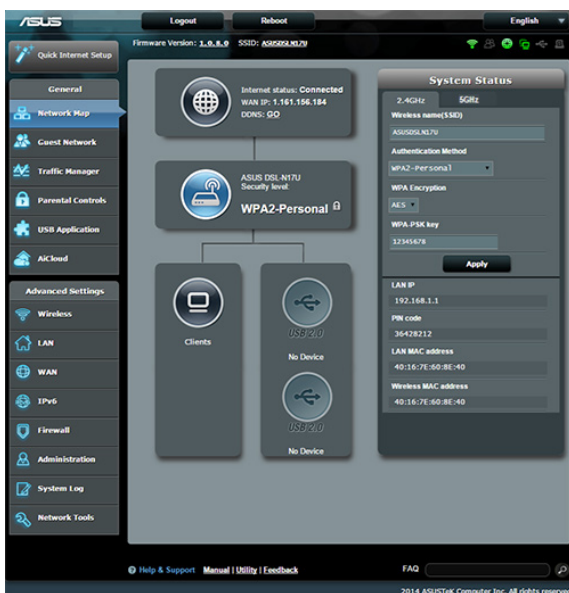 ASUS
Logout
Reboot
English
Firmware Version: 1.0.8.0 SSID: ASUSDSLN17U
Quick Internet Setup
General
Network Map
Guest Network
Traffic Manager
Parental Controls
USB Application
AiCloud
Advanced Settings
Wireless
LAN
WAN
IPv6
Firewall
Administration
System Log
Network Tools
Internet status: Connected
WAN IP: 1.161.156.184
DDNS: GO
ASUS DSL-N17U
Security level:
WPA2-Personal
Clients
USB 2.0
No Device
USB 2.0
No Device
System Status
2.4GHz
5GHz
Wireless name(SSID)
ASUSDSLN17U
Authentication Method
WPA2-Personal
WPA Encryption
AES
WPA-PSK key
12345678
Apply
LAN IP
192.168.1.1
PIN code
36428212
LAN MAC address
40:16:7E:60:8E:40
Wireless MAC address
40:16:7E:60:8E:40
Help & Support Manual | Utility | Feedback
FAQ
2014 ASUSTeK Computer Inc. All rights reserved